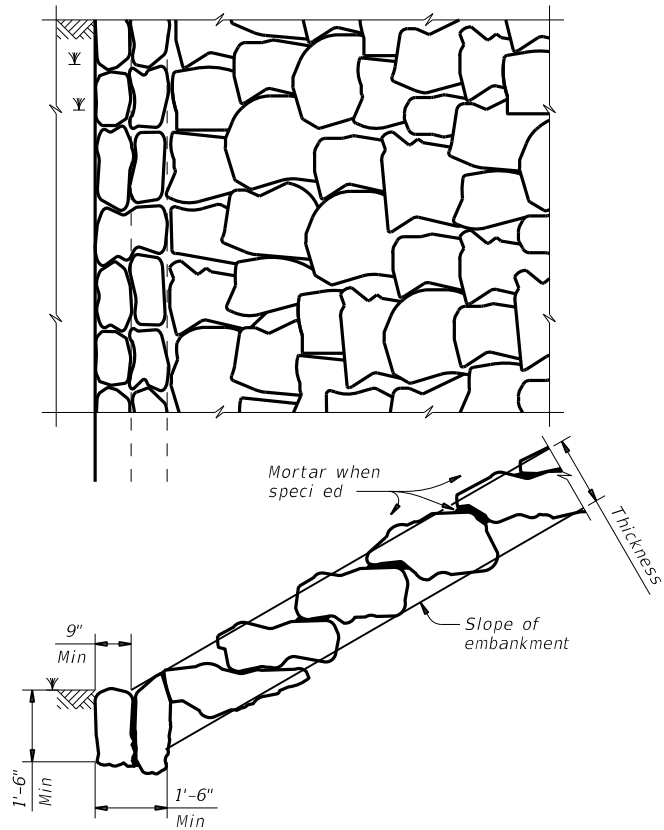 Mortar when
speci ed
Thickness
Slope of
embankment
9"
Min
1'-6"
Min
1'-6"
Min